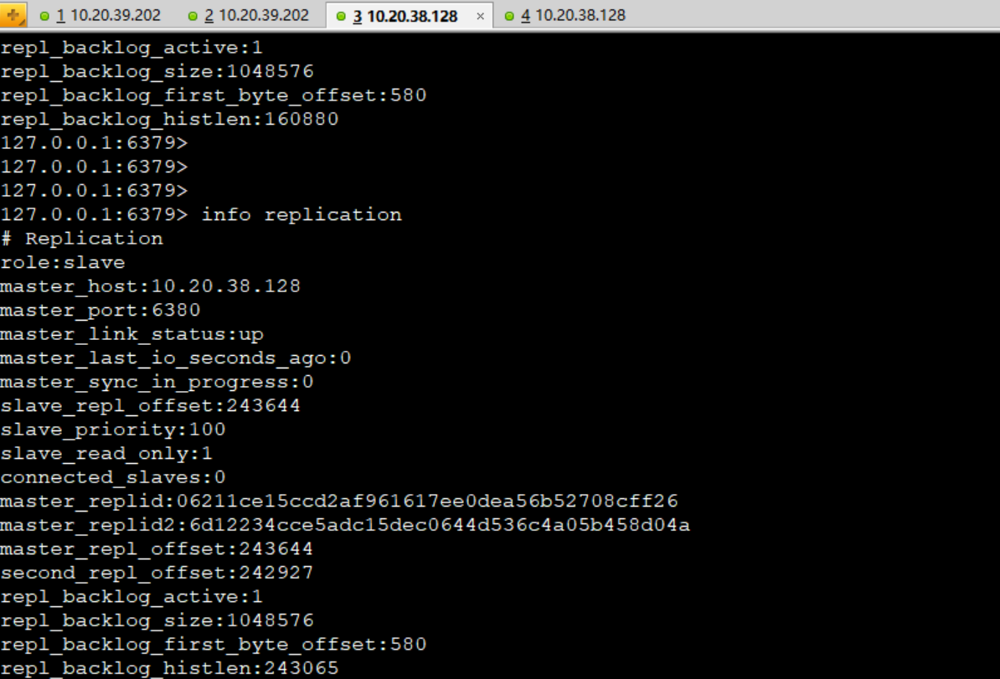 1 10.20.39.202 2 10.20.39.202 3 10.20.38.128 × 4 10.20.38.128
repl_backlog_active:1
repl_backlog_size:1048576
repl_backlog_first_byte_offset:580
repl_backlog_histlen:160880
127.0.0.1:6379>
127.0.0.1:6379>
127.0.0.1:6379>
127.0.0.1:6379> info replication
# Replication
role:slave
master_host:10.20.38.128
master_port:6380
master_link_status:up
master_last_io_seconds_ago:0
master_sync_in_progress:0
slave_repl_offset:243644
slave_priority:100
slave_read_only:1
connected_slaves:0
master_replid:06211ce15ccd2af961617ee0dea56b52708cff26
master_replid2:6d12234cce5adc15dec0644d536c4a05b458d04a
master_repl_offset:243644
second_repl_offset:242927
repl_backlog_active:1
repl_backlog_size:1048576
repl_backlog_first_byte_offset:580
repl_backlog_histlen:243065